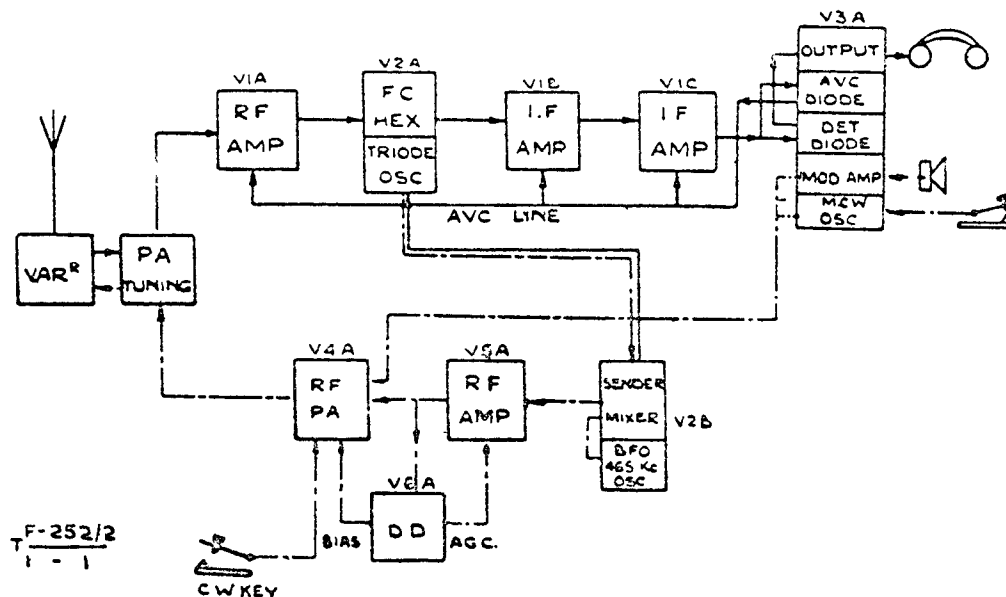 V3A
OUTPUT
AVC
DIODE
DET
DIODE
MOD AMP
MCW
OSC
V1A
RF
AMP
V2A
FC
HEX
TRIODE
OSC
V1B
I.F
AMP
V1C
I F
AMP
AVC LINE
VARᴿ
PA
TUNING
V4A
RF
PA
V5A
RF
AMP
SENDER
MIXER
V2B
BFO
465 Kc
OSC
V6A
DD
BIAS
AGC.
CW KEY
T F-252/2
1 - 1